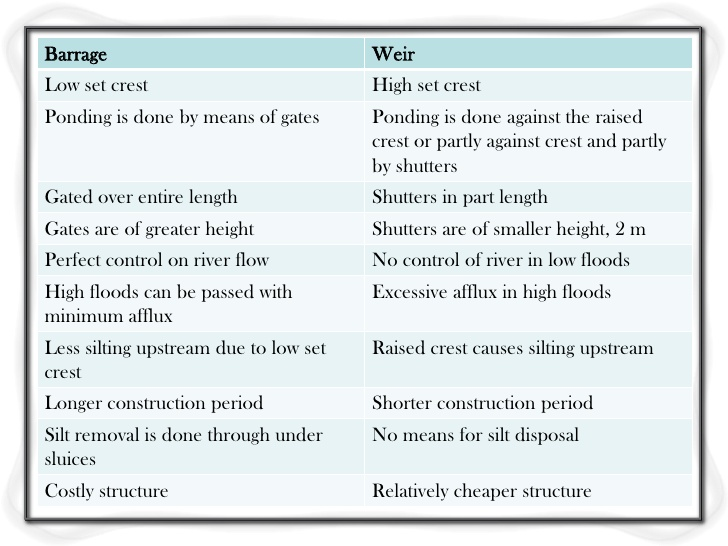 Barrage Weir
Low set crest High set crest
Ponding is done by means of gates Ponding is done against the raised
crest or partly against crest and partly
by shutters
Gated over entire length Shutters in part length
Gates are of greater height Shutters are of smaller height, 2 m
Perfect control on river flow No control of river in low floods
High floods can be passed with Excessive afflux in high floods
minimum afflux
Less silting upstream due to low set Raised crest causes silting upstream
crest
Longer construction period Shorter construction period
Silt removal is done through under No means for silt disposal
sluices
Costly structure Relatively cheaper structure